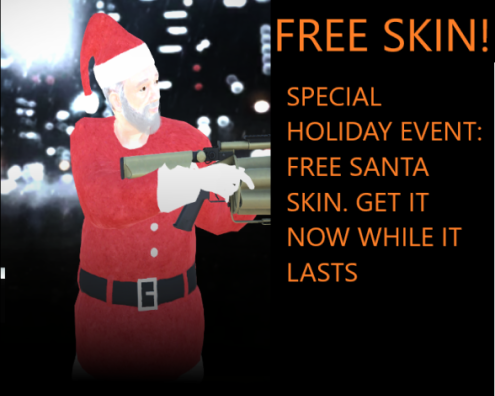 FREE SKIN!
SPECIAL
HOLIDAY EVENT:
FREE SANTA
SKIN. GET IT
NOW WHILE IT
LASTS